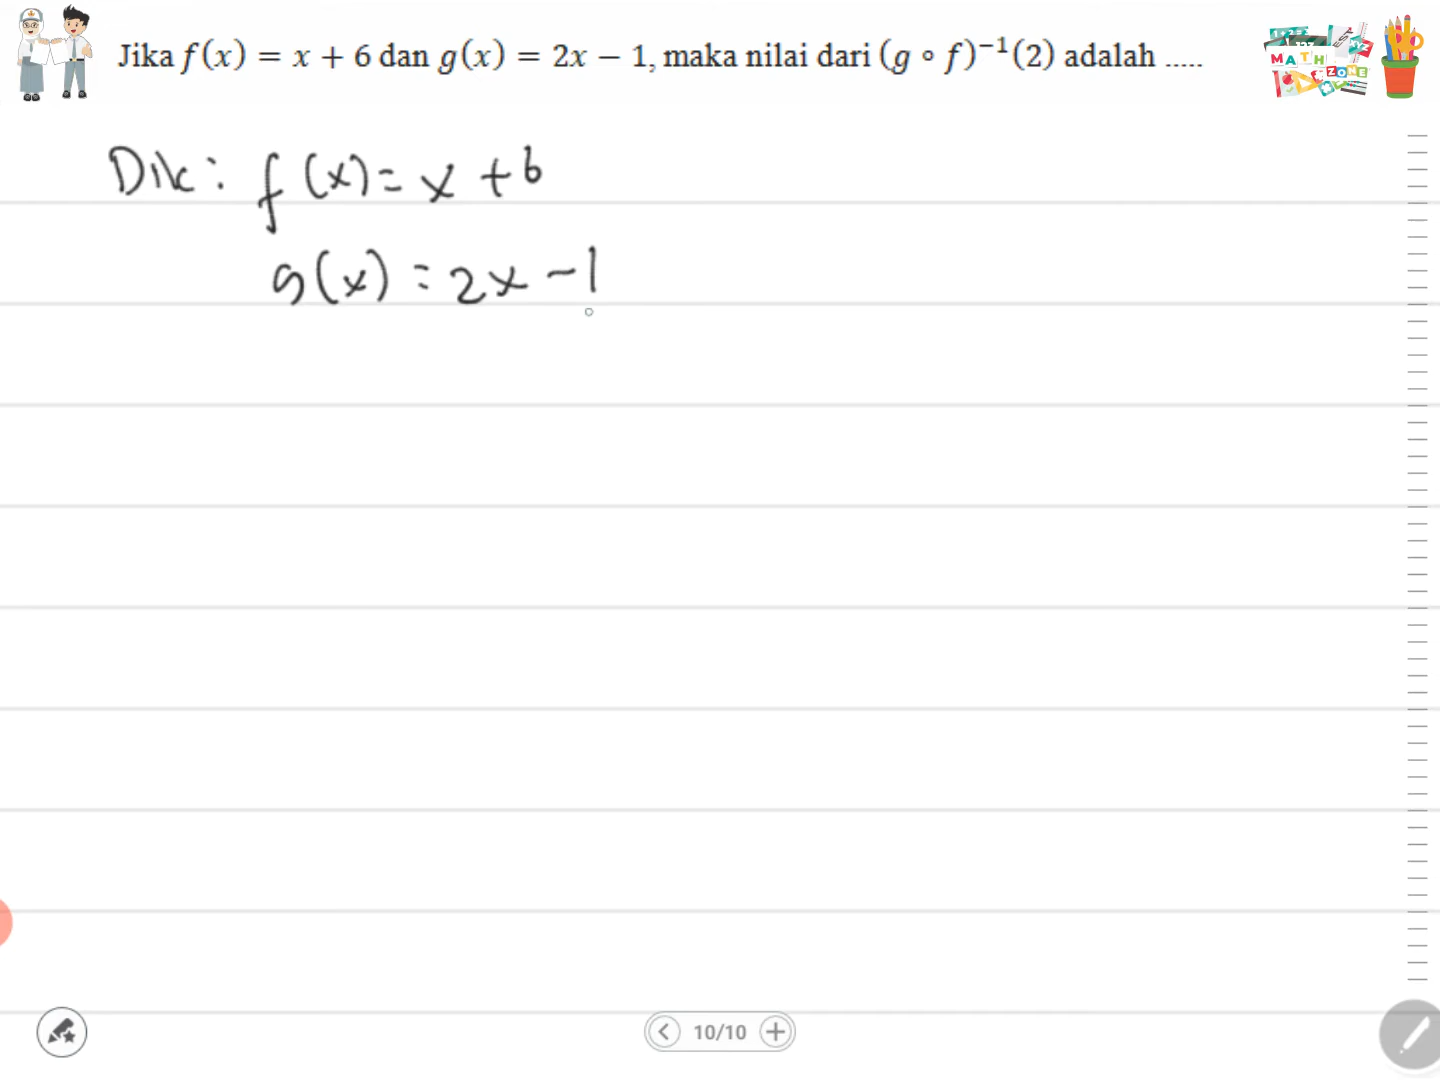 Jika f(x) = x + 6 dan g(x) = 2x − 1, maka nilai dari (g ∘ f)⁻¹(2) adalah .....
MATH
ZONE
Dik: f(x) = x + 6
g(x) = 2x − 1
10/10